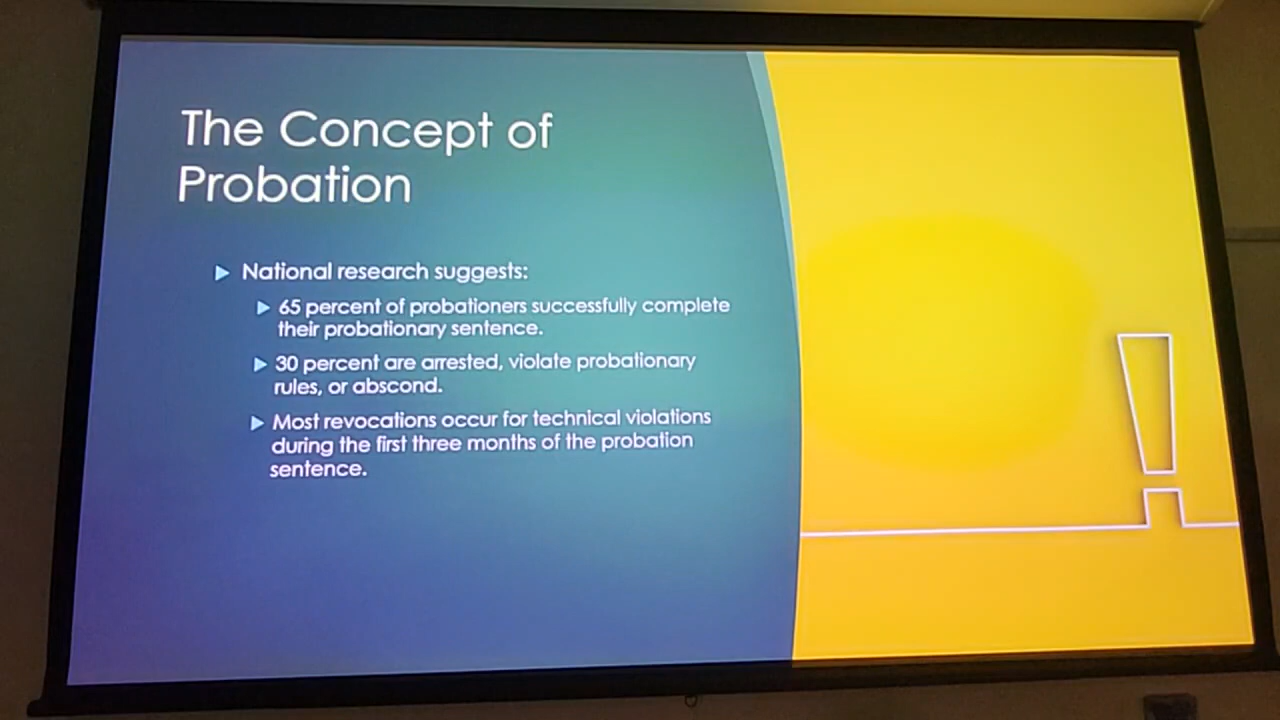 The Concept of
Probation
National research suggests:
65 percent of probationers successfully complete
their probationary sentence.
30 percent are arrested, violate probationary
rules, or abscond.
Most revocations occur for technical violations
during the first three months of the probation
sentence.
!